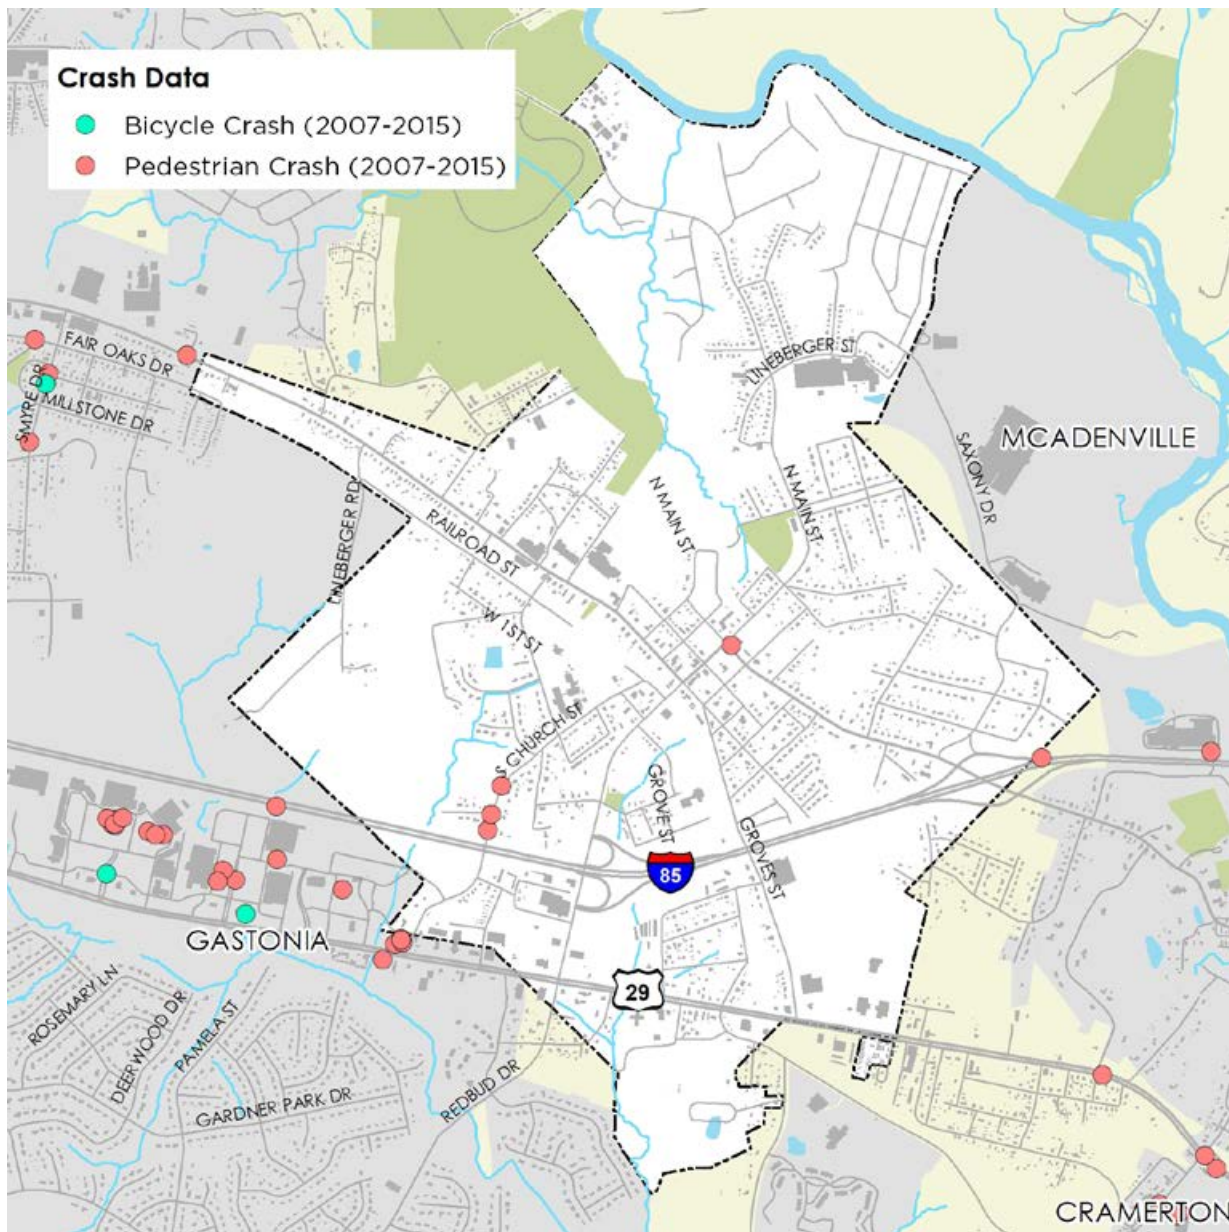 Crash Data
Bicycle Crash (2007-2015)
Pedestrian Crash (2007-2015)
FAIR OAKS DR
SMYRE DR
MILLSTONE DR
LINEBERGER ST
MCADENVILLE
SAXONY DR
N MAIN ST
N MAIN ST
LINEBERGER RD
RAILROAD ST
W 1ST ST
S CHURCH ST
GROVE ST
GROVES ST
85
GASTONIA
29
ROSEMARY LN
DEERWOOD DR
PAMELA ST
GARDNER PARK DR
REDBUD DR
CRAMERTON